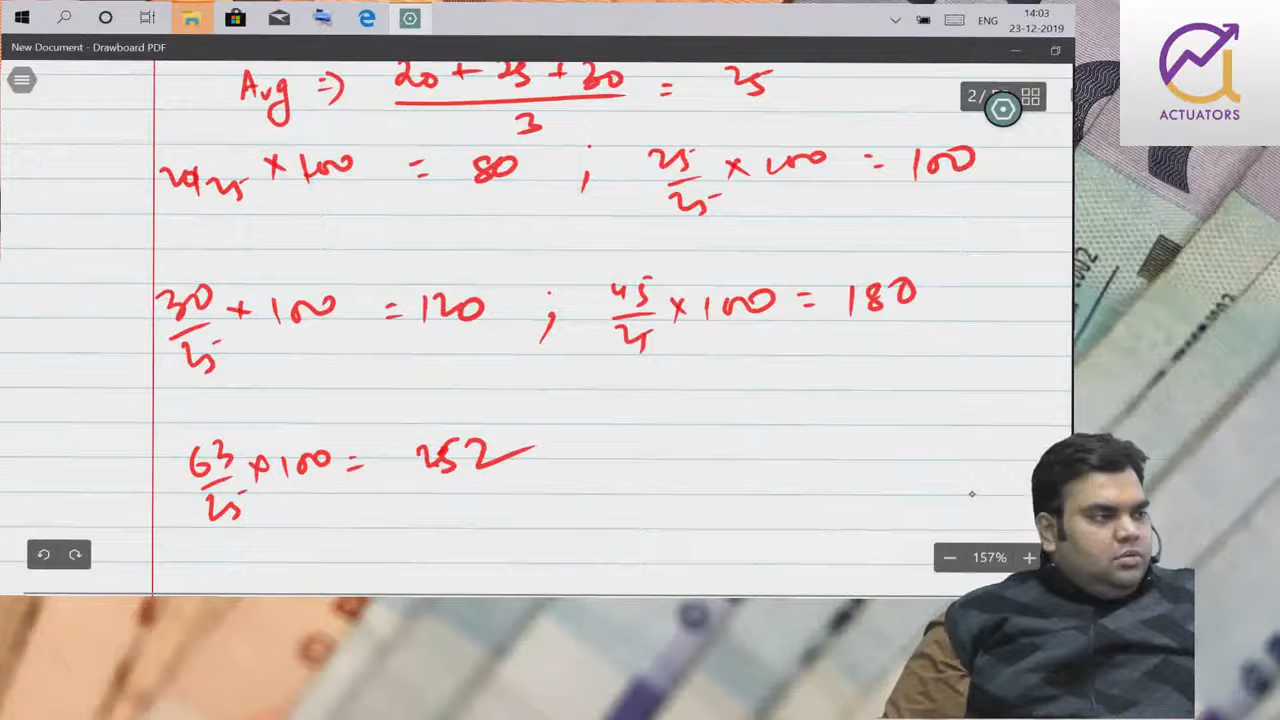 14:03
ENG
23-12-2019
New Document - Drawboard PDF
Avg ⇒ 20 + 25 + 30 / 3 = 25
2/
ACTUATORS
20/25 × 100 = 80 ; 25/25 × 100 = 100
30/25 × 100 = 120 ; 45/25 × 100 = 180
63/25 × 100 = 252
157%